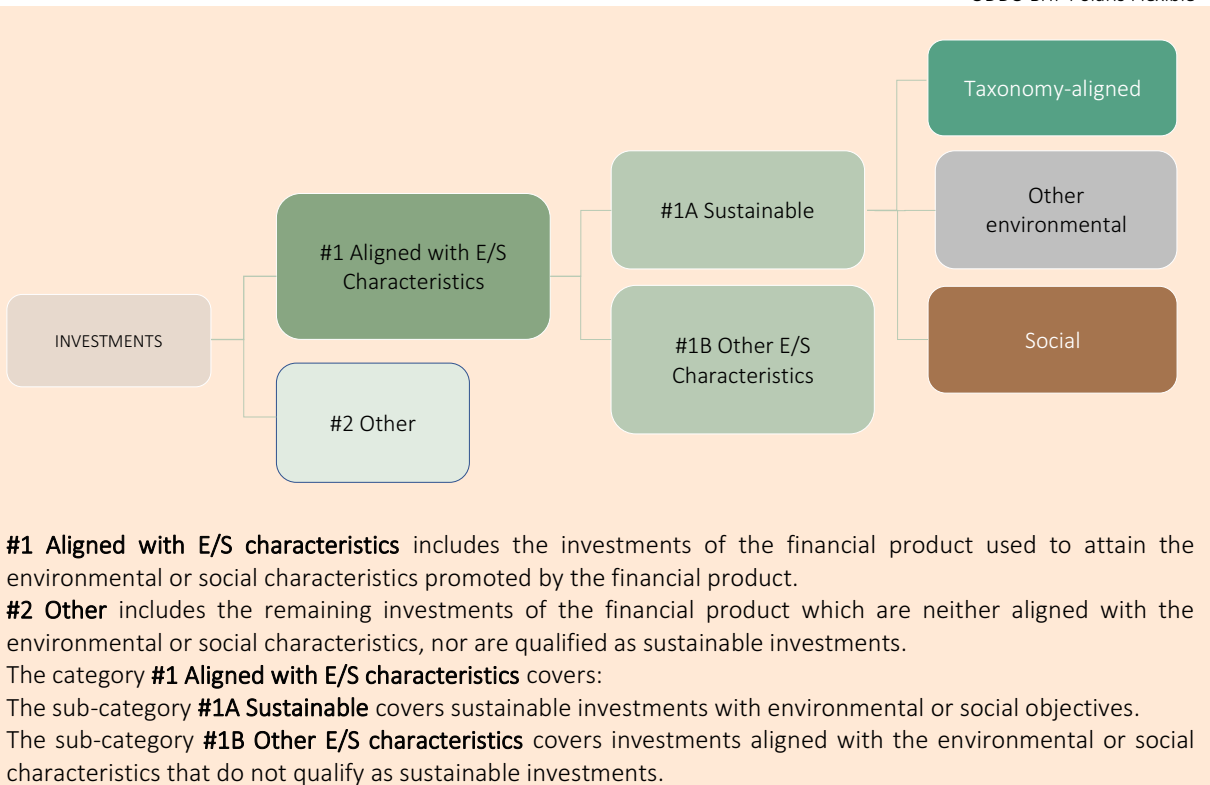 Taxonomy-aligned
Other
environmental
#1A Sustainable
#1 Aligned with E/S
Characteristics
INVESTMENTS
#1B Other E/S
Characteristics
Social
#2 Other
#1 Aligned with E/S characteristics includes the investments of the financial product used to attain the
environmental or social characteristics promoted by the financial product.
#2 Other includes the remaining investments of the financial product which are neither aligned with the
environmental or social characteristics, nor are qualified as sustainable investments.
The category #1 Aligned with E/S characteristics covers:
The sub-category #1A Sustainable covers sustainable investments with environmental or social objectives.
The sub-category #1B Other E/S characteristics covers investments aligned with the environmental or social
characteristics that do not qualify as sustainable investments.